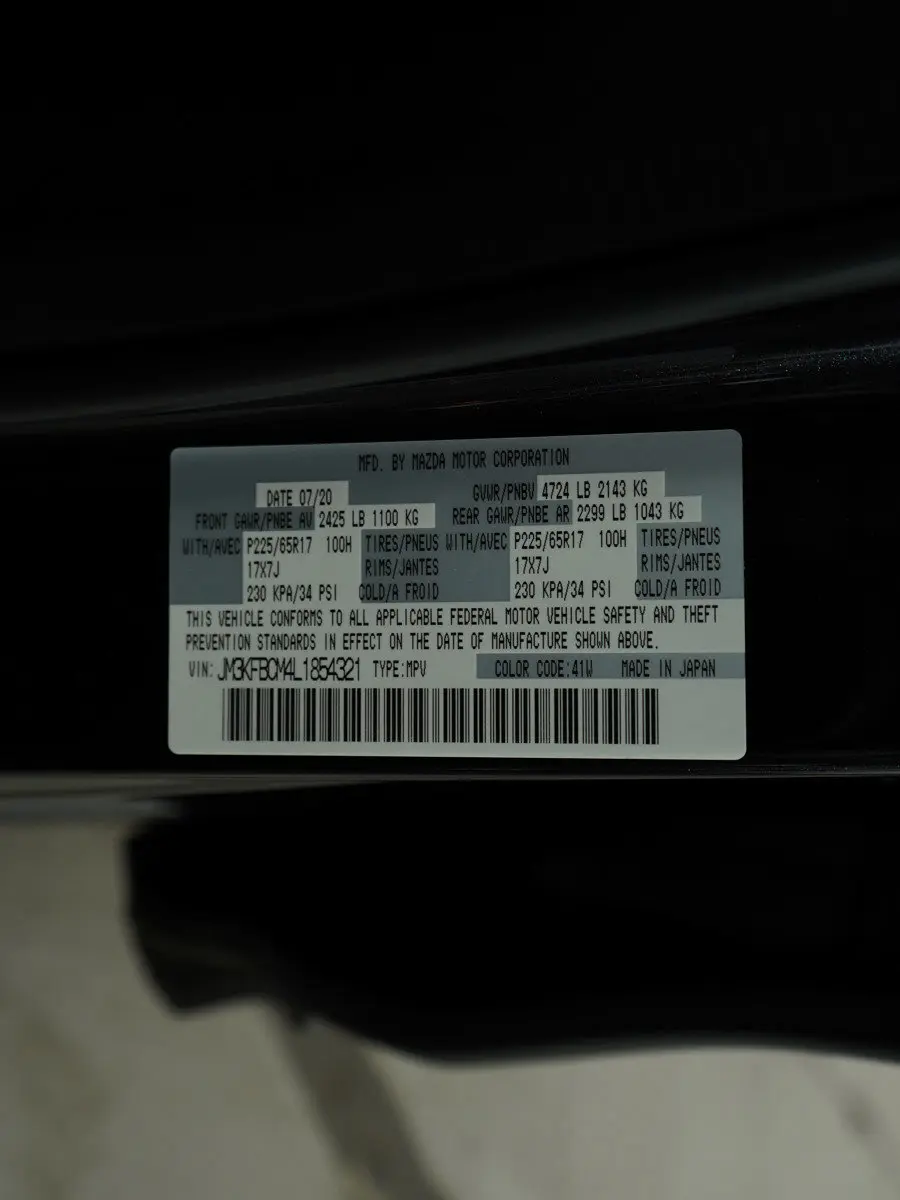 MFD. BY MAZDA MOTOR CORPORATION
DATE 07/20 GVWR/PNBV 4724 LB 2143 KG
FRONT GAWR/PNBE AV 2425 LB 1100 KG REAR GAWR/PNBE AR 2299 LB 1043 KG
WITH/AVEC P225/65R17 100H TIRES/PNEUS WITH/AVEC P225/65R17 100H TIRES/PNEUS
17X7J RIMS/JANTES 17X7J RIMS/JANTES
230 KPA/34 PSI COLD/A FROID 230 KPA/34 PSI COLD/A FROID
THIS VEHICLE CONFORMS TO ALL APPLICABLE FEDERAL MOTOR VEHICLE SAFETY AND THEFT
PREVENTION STANDARDS IN EFFECT ON THE DATE OF MANUFACTURE SHOWN ABOVE.
VIN: JM3KFBCM4L1854321 TYPE:MPV COLOR CODE:41W MADE IN JAPAN